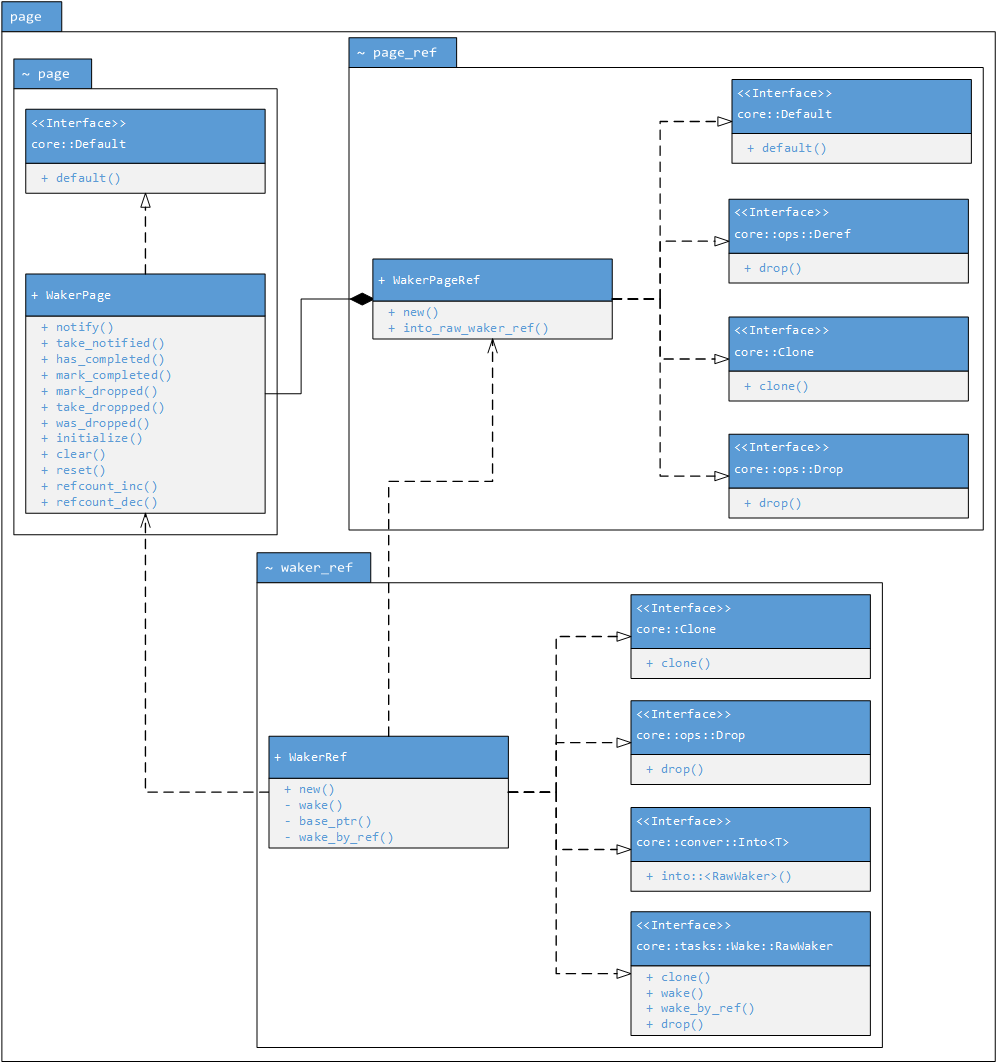 page
~ page
<<Interface>>
core::Default
+ default()
+ WakerPage
+ notify()
+ take_notified()
+ has_completed()
+ mark_completed()
+ mark_dropped()
+ take_droppped()
+ was_dropped()
+ initialize()
+ clear()
+ reset()
+ refcount_inc()
+ refcount_dec()
~ page_ref
+ WakerPageRef
+ new()
+ into_raw_waker_ref()
<<Interface>>
core::Default
+ default()
<<Interface>>
core::ops::Deref
+ drop()
<<Interface>>
core::Clone
+ clone()
<<Interface>>
core::ops::Drop
+ drop()
~ waker_ref
+ WakerRef
+ new()
- wake()
- base_ptr()
- wake_by_ref()
<<Interface>>
core::Clone
+ clone()
<<Interface>>
core::ops::Drop
+ drop()
<<Interface>>
core::conver::Into<T>
+ into::<RawWaker>()
<<Interface>>
core::tasks::Wake::RawWaker
+ clone()
+ wake()
+ wake_by_ref()
+ drop()